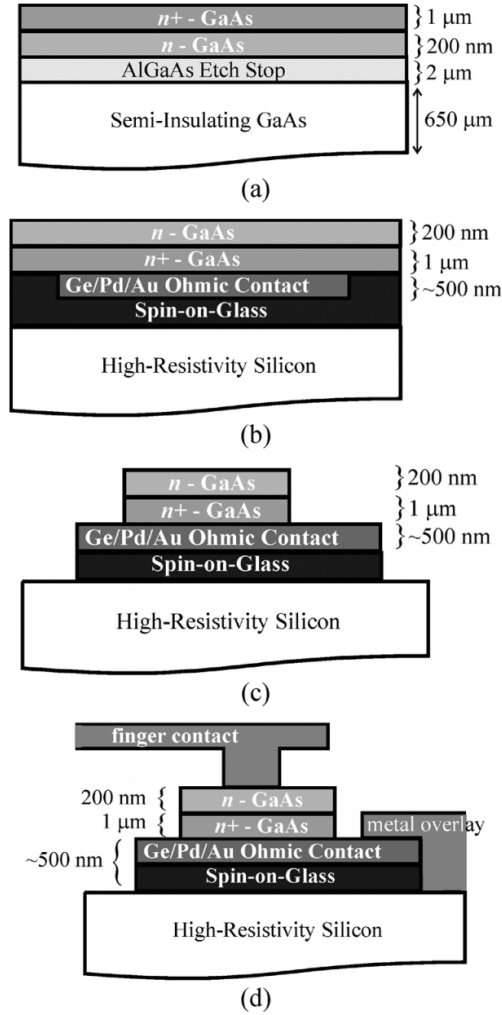 n+ - GaAs
1 μm
n - GaAs
200 nm
AlGaAs Etch Stop
2 μm
Semi-Insulating GaAs
650 μm
(a)
n - GaAs
200 nm
n+ - GaAs
1 μm
Ge/Pd/Au Ohmic Contact
~500 nm
Spin-on-Glass
High-Resistivity Silicon
(b)
n - GaAs
200 nm
n+ - GaAs
1 μm
Ge/Pd/Au Ohmic Contact
~500 nm
Spin-on-Glass
High-Resistivity Silicon
(c)
finger contact
200 nm
n - GaAs
1 μm
n+ - GaAs
metal overlay
~500 nm
Ge/Pd/Au Ohmic Contact
Spin-on-Glass
High-Resistivity Silicon
(d)